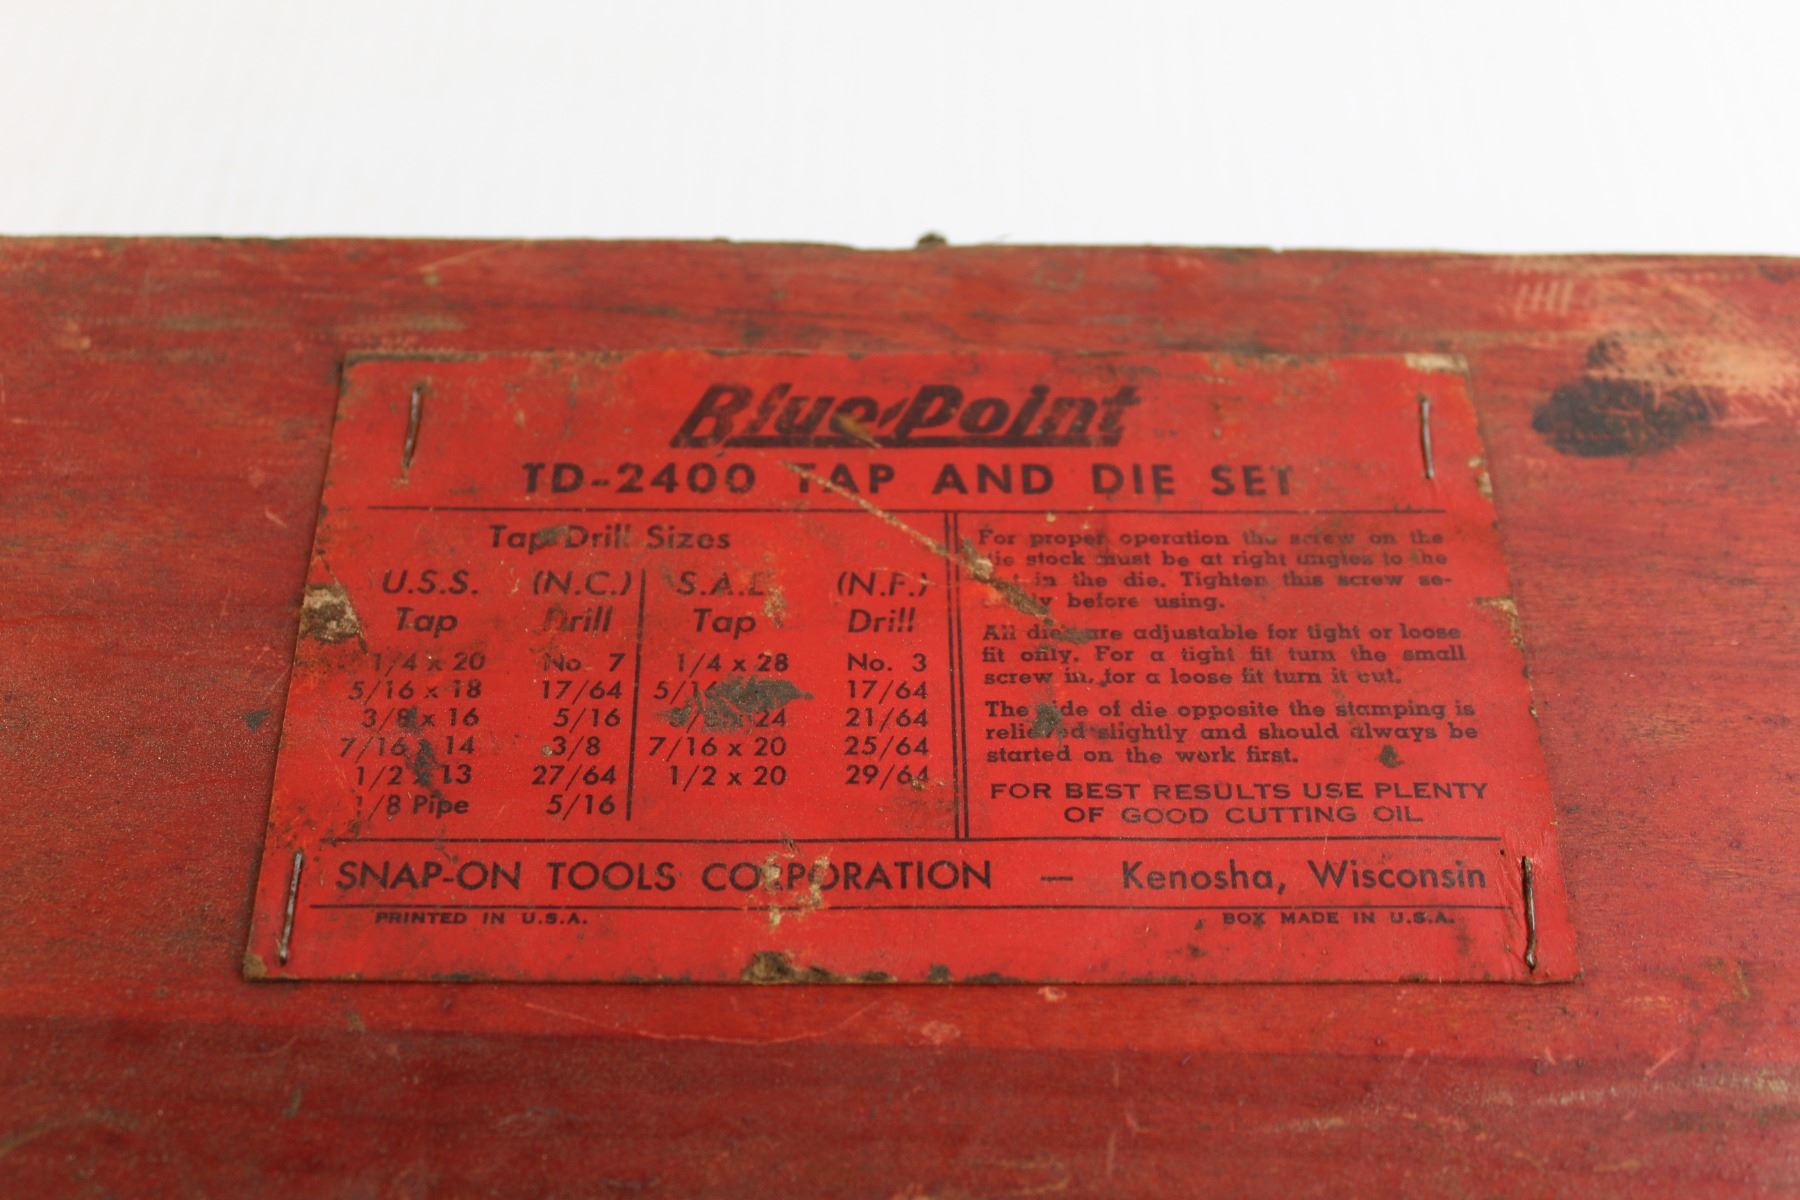 Blue-Point
TD-2400 TAP AND DIE SET
Tap Drill Sizes
U.S.S. (N.C.) S.A.E. (N.F.)
Tap Drill Tap Drill
1/4 x 20 No. 7 1/4 x 28 No. 3
5/16 x 18 17/64 17/64
3/8 x 16 5/16 21/64
7/16 x 14 3/8 7/16 x 20 25/64
1/2 x 13 27/64 1/2 x 20 29/64
1/8 Pipe 5/16
For proper operation the screw on the
die stock must be at right angles to the
in the die. Tighten this screw se-
before using.
All dies are adjustable for tight or loose
fit only. For a tight fit turn the small
screw in, for a loose fit turn it out.
The side of die opposite the stamping is
relieved slightly and should always be
started on the work first.
FOR BEST RESULTS USE PLENTY
OF GOOD CUTTING OIL
SNAP-ON TOOLS CORPORATION — Kenosha, Wisconsin
PRINTED IN U.S.A. BOX MADE IN U.S.A.